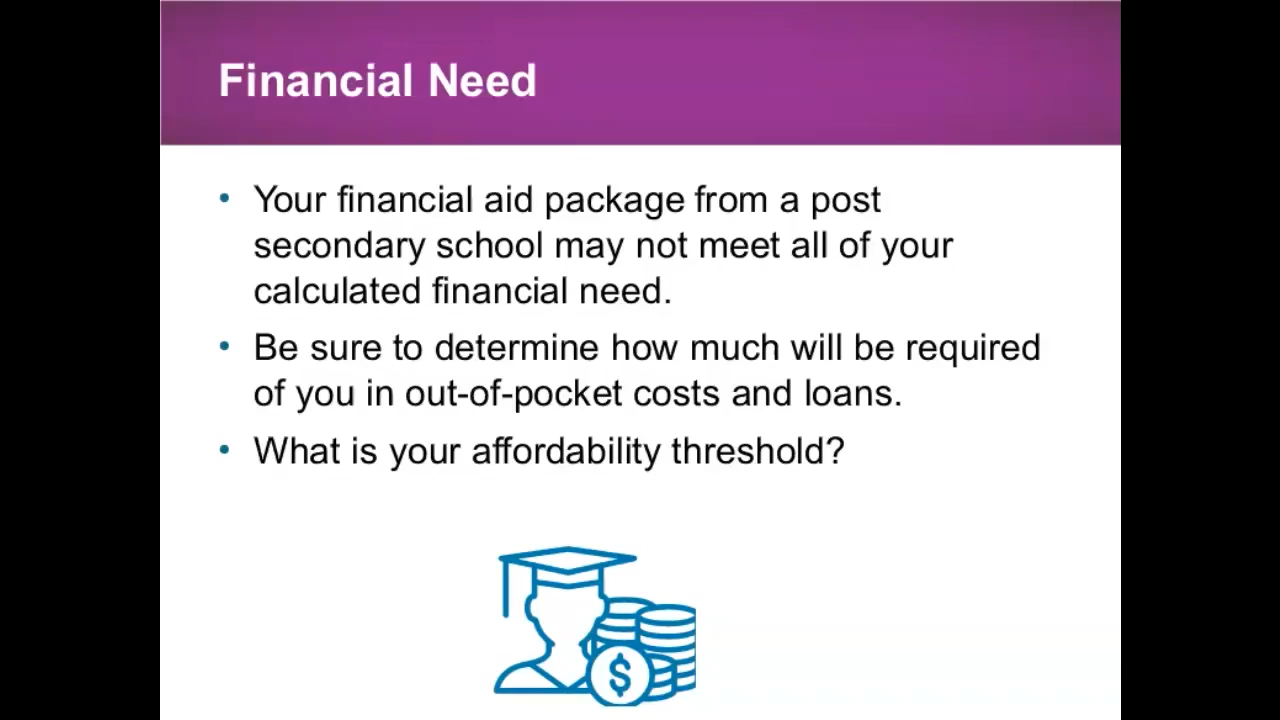 Financial Need
• Your financial aid package from a post
secondary school may not meet all of your
calculated financial need.
• Be sure to determine how much will be required
of you in out-of-pocket costs and loans.
• What is your affordability threshold?
$